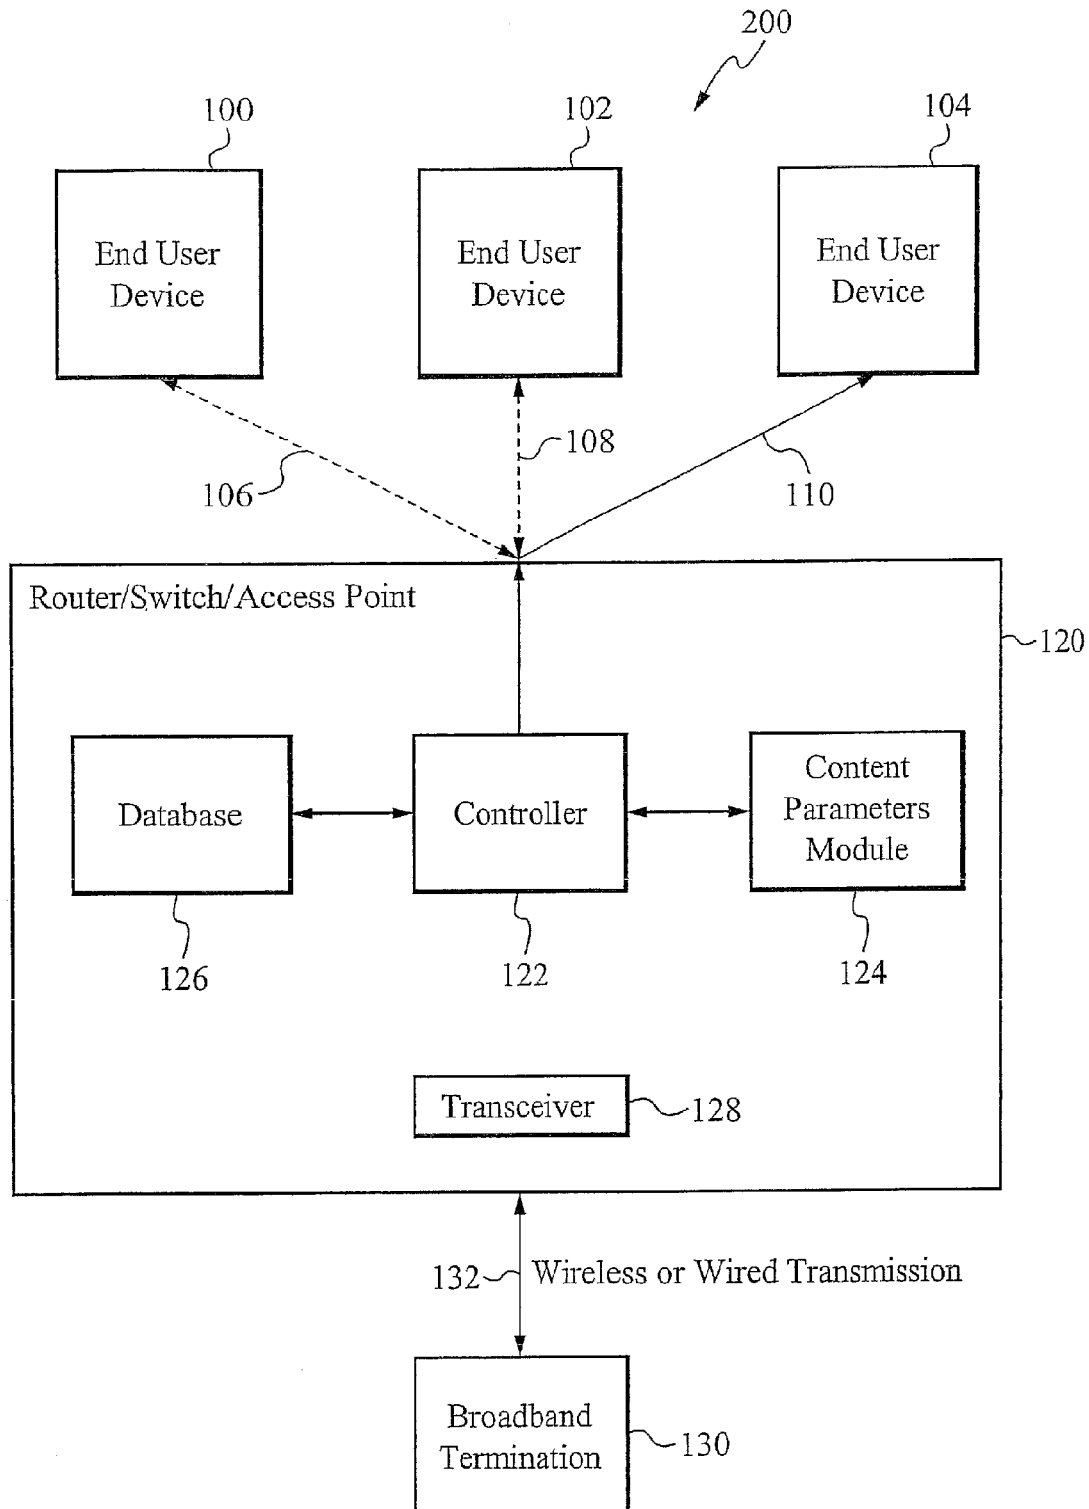 200
100
102
104
End User
Device
End User
Device
End User
Device
106
108
110
Router/Switch/Access Point
120
Database
Controller
Content
Parameters
Module
126
122
124
Transceiver
128
132
Wireless or Wired Transmission
Broadband
Termination
130